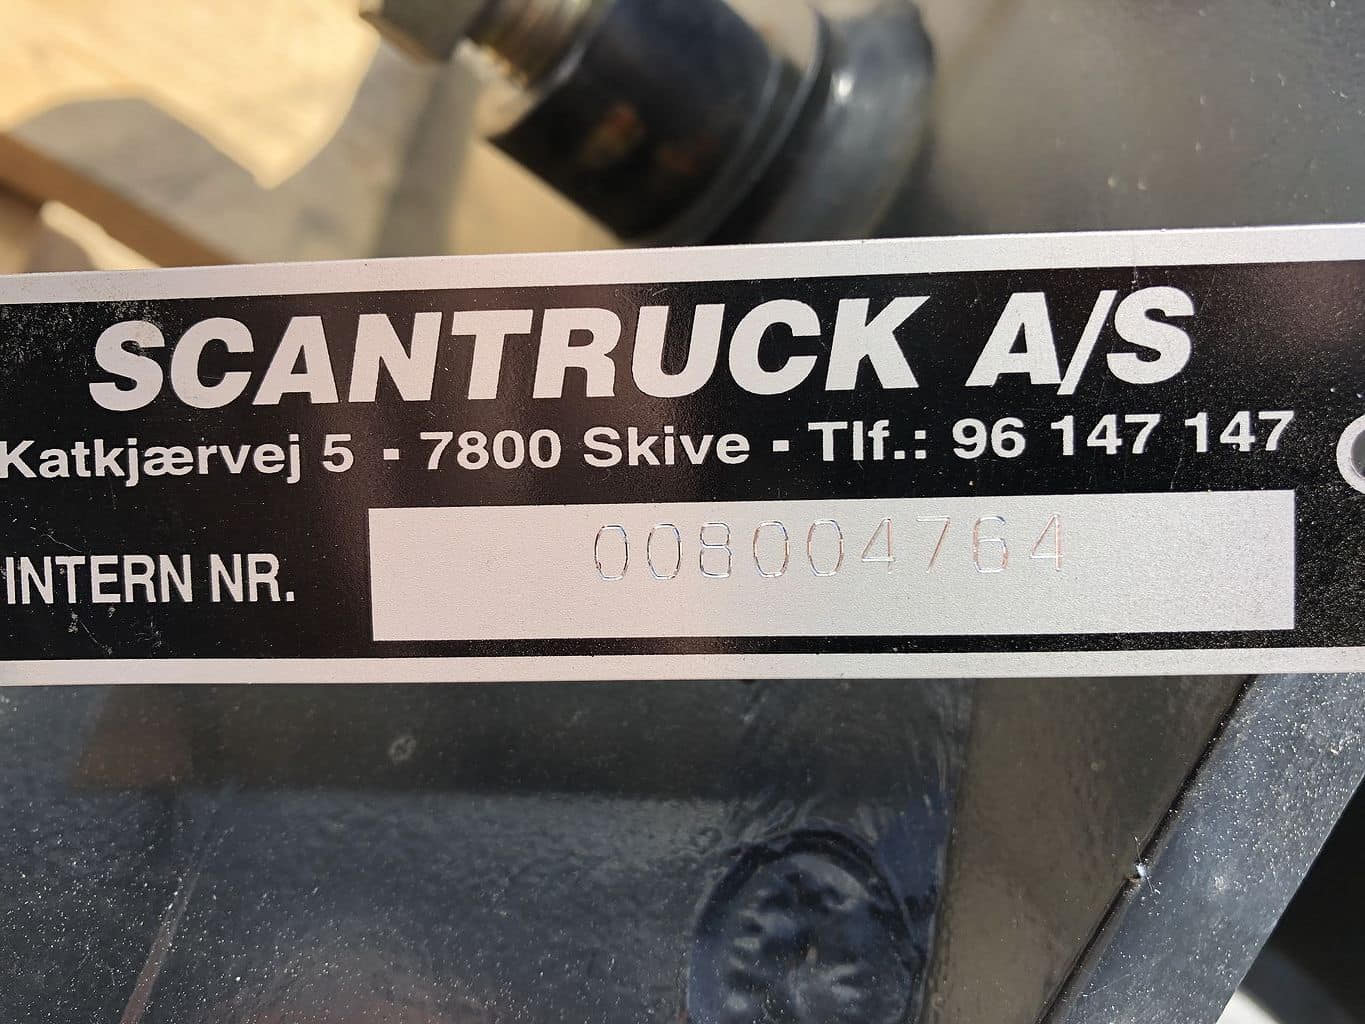 SCANTRUCK A/S
Katkjærvej 5 - 7800 Skive - Tlf.: 96 147 147
INTERN NR. 008004764